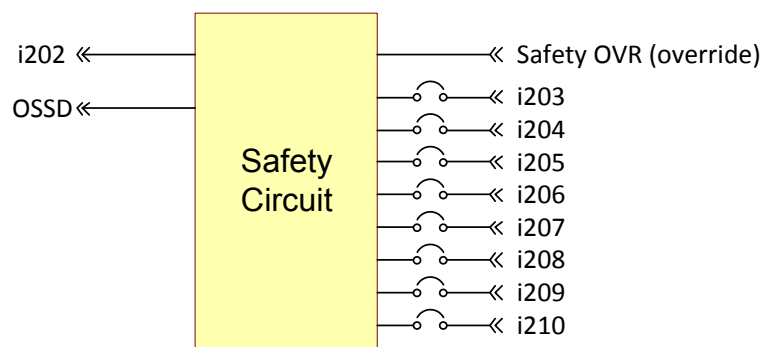 i202
OSSD
Safety
Circuit
Safety OVR (override)
i203
i204
i205
i206
i207
i208
i209
i210